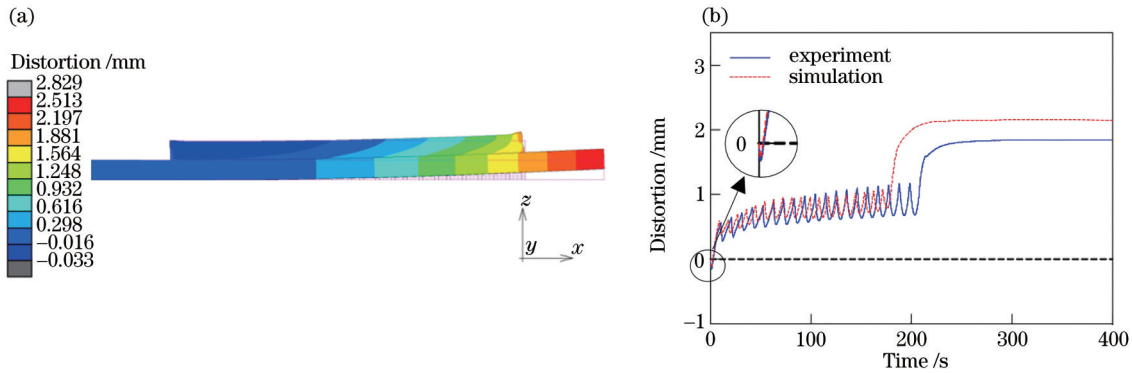 (a)
Distortion /mm
2.829
2.513
2.197
1.881
1.564
1.248
0.932
0.616
0.298
−0.016
−0.033
z
y
x
(b)
Distortion /mm
3
2
1
0
−1
experiment
simulation
0
0
100
200
300
400
Time /s